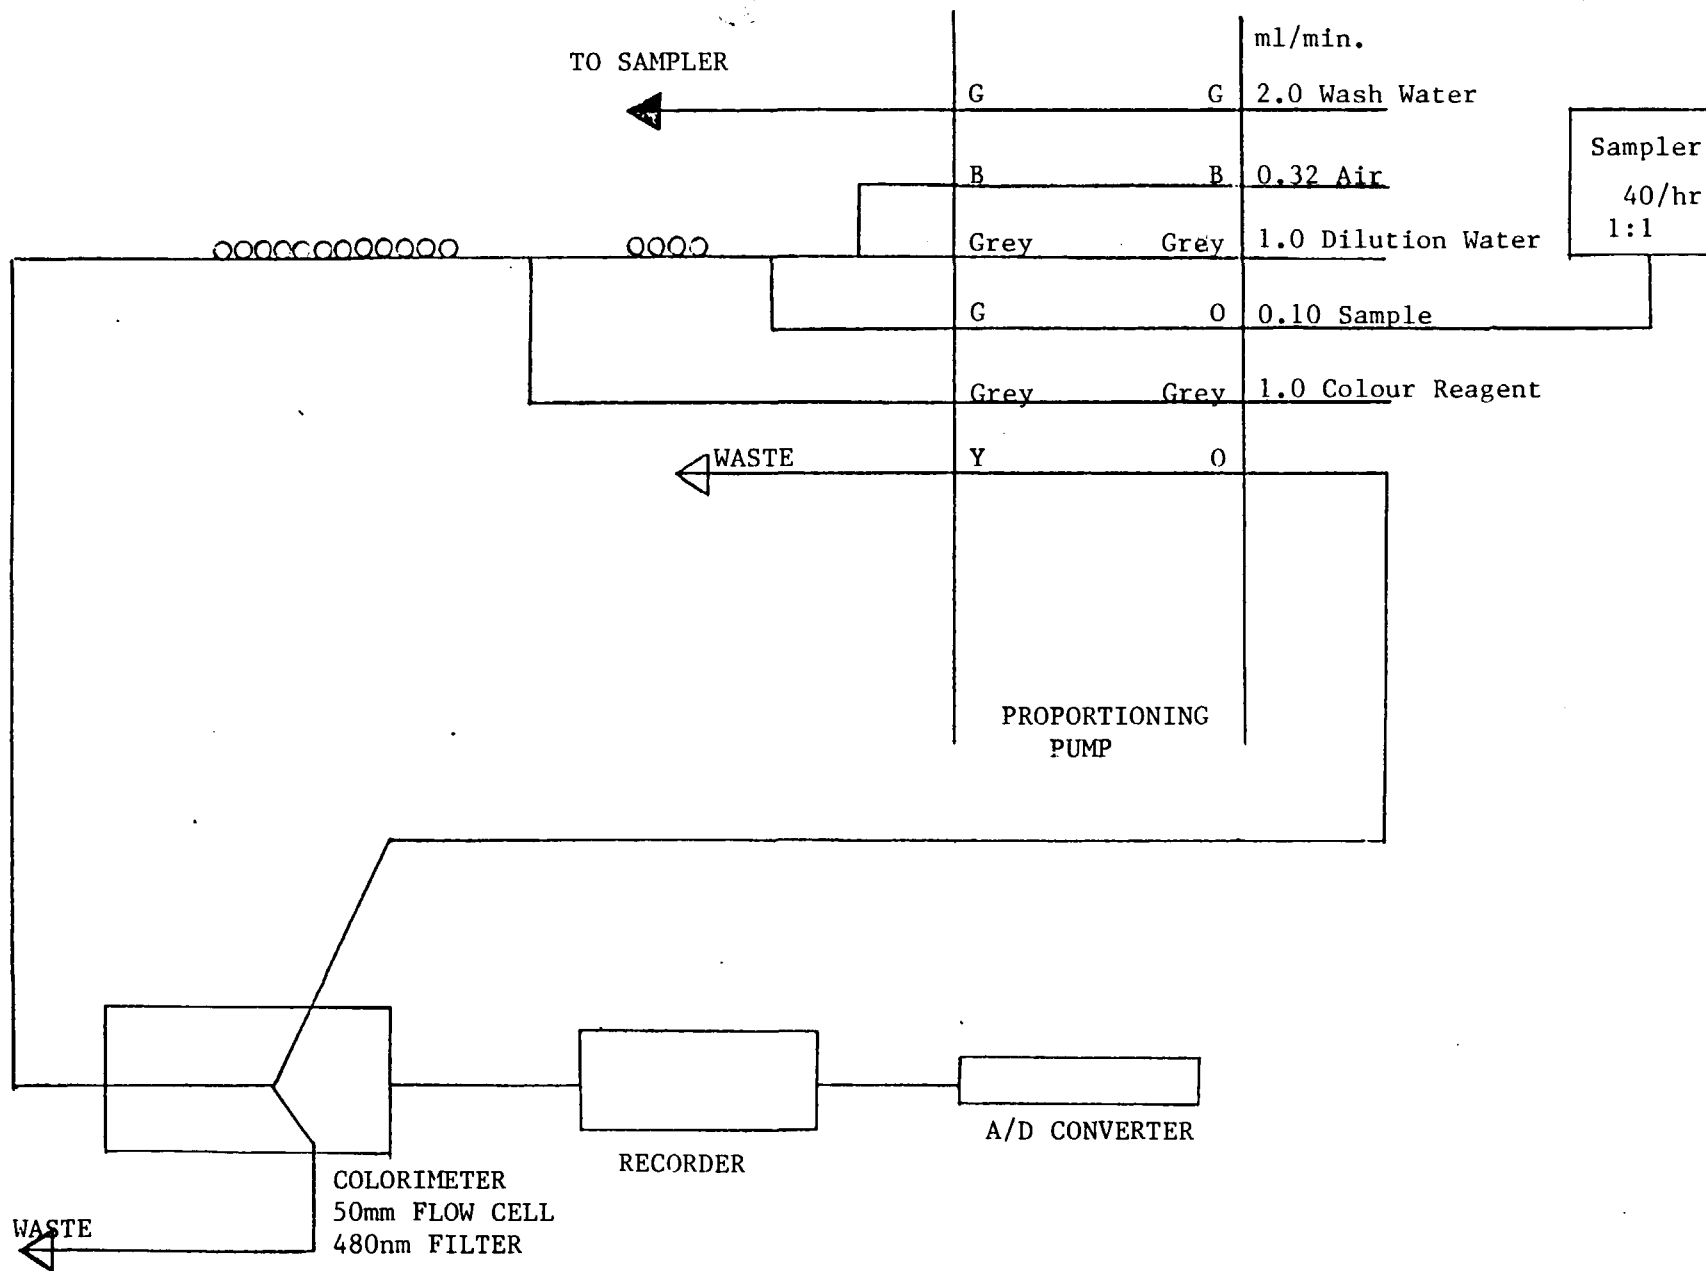 ml/min.
TO SAMPLER
G G 2.0 Wash Water
Sampler
40/hr
1:1
B B 0.32 Air
Grey Grey 1.0 Dilution Water
G O 0.10 Sample
Grey Grey 1.0 Colour Reagent
WASTE Y O
PROPORTIONING
PUMP
A/D CONVERTER
RECORDER
COLORIMETER
50mm FLOW CELL
480nm FILTER
WASTE